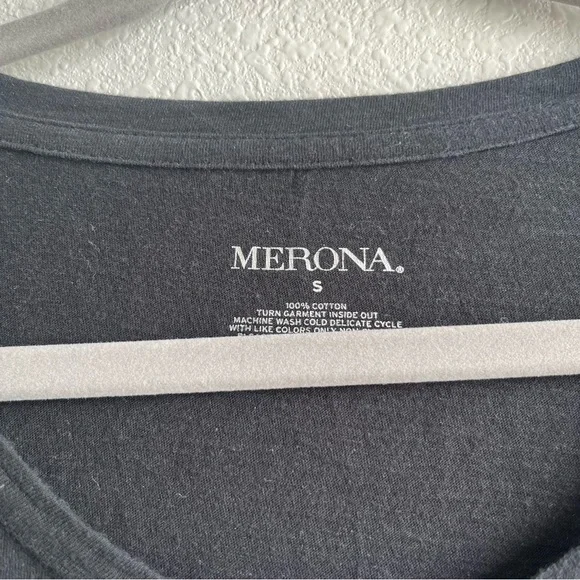 MERONA®
S
100% COTTON
TURN GARMENT INSIDE OUT
MACHINE WASH COLD DELICATE CYCLE
WITH LIKE COLORS ONLY